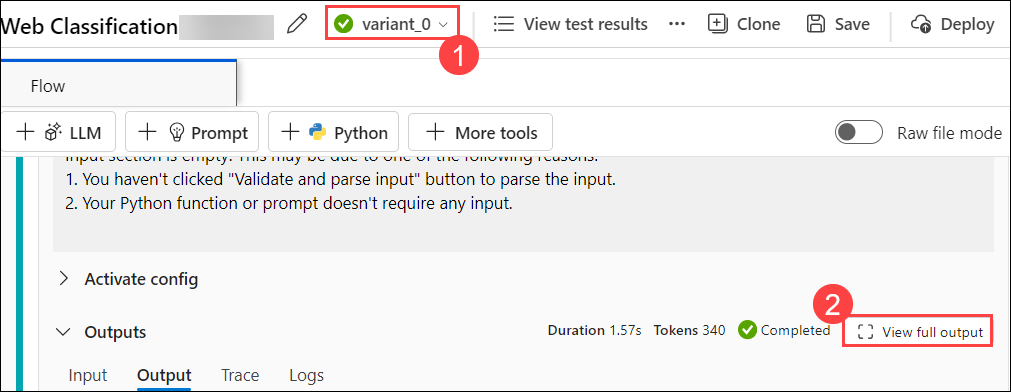 Web Classification
variant_0
1
View test results
...
Clone
Save
Deploy
Flow
+ LLM
+ Prompt
+ Python
+ More tools
Raw file mode
Input section is empty. This may be due to one of the following reasons:
1. You haven't clicked "Validate and parse input" button to parse the input.
2. Your Python function or prompt doesn't require any input.
Activate config
2
Outputs
Duration 1.57s Tokens 340
Completed
View full output
Input Output Trace Logs